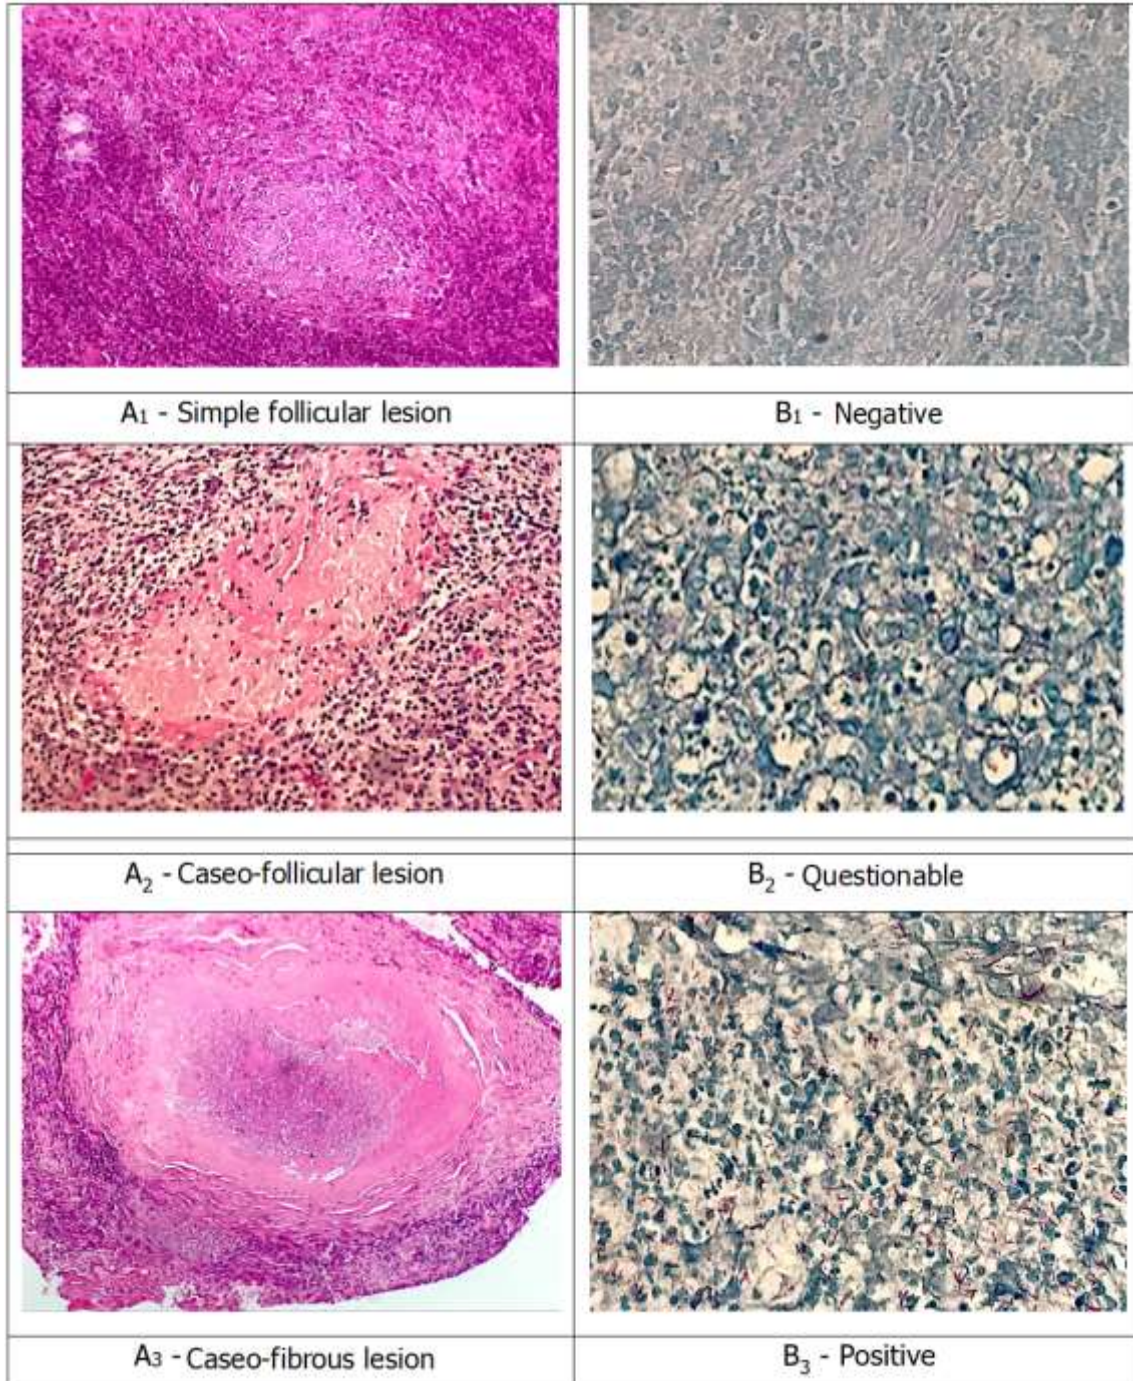 A₁ - Simple follicular lesion
B₁ - Negative
A₂ - Caseo-follicular lesion
B₂ - Questionable
A₃ - Caseo-fibrous lesion
B₃ - Positive